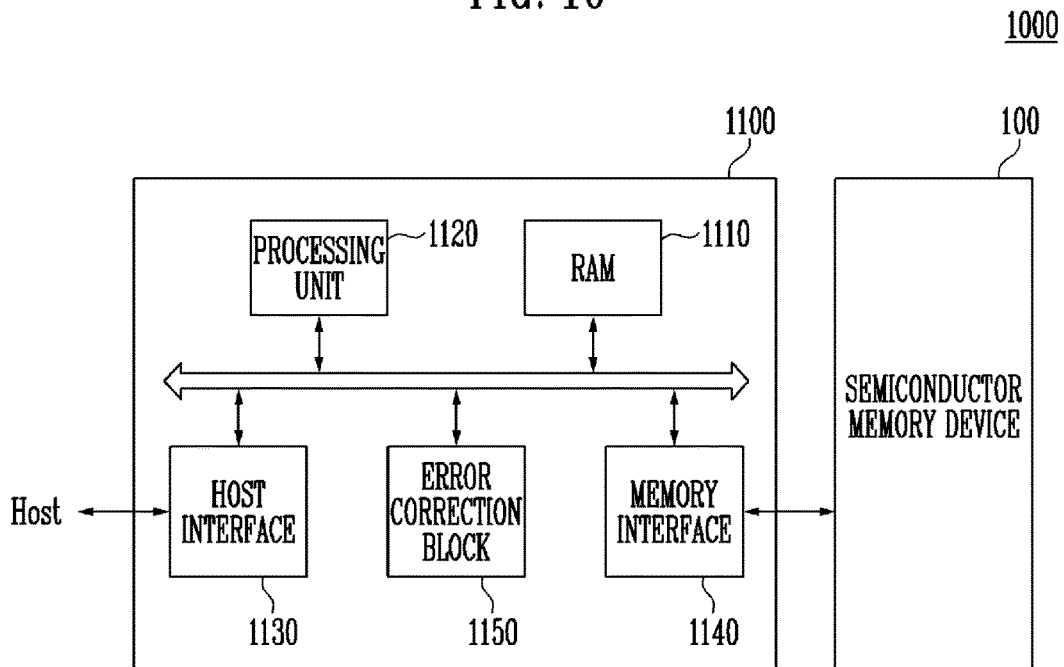 FIG. 10
1000
1100
100
PROCESSING
UNIT
1120
RAM
1110
SEMICONDUCTOR
MEMORY DEVICE
Host
HOST
INTERFACE
ERROR
CORRECTION
BLOCK
MEMORY
INTERFACE
1130
1150
1140